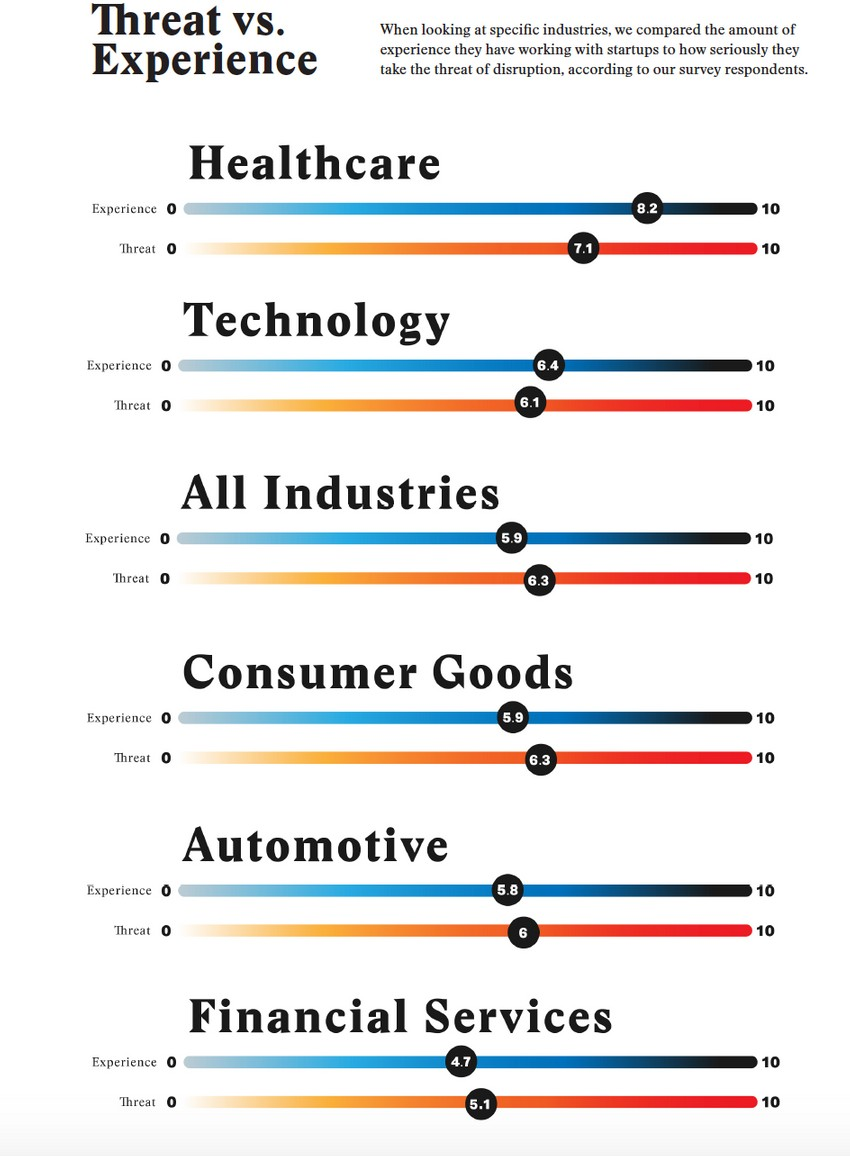 Threat vs.
Experience
When looking at specific industries, we compared the amount of
experience they have working with startups to how seriously they
take the threat of disruption, according to our survey respondents.
Healthcare
Experience 0 8.2 10
Threat 0 7.1 10
Technology
Experience 0 6.4 10
Threat 0 6.1 10
All Industries
Experience 0 5.9 10
Threat 0 6.3 10
Consumer Goods
Experience 0 5.9 10
Threat 0 6.3 10
Automotive
Experience 0 5.8 10
Threat 0 6 10
Financial Services
Experience 0 4.7 10
Threat 0 5.1 10